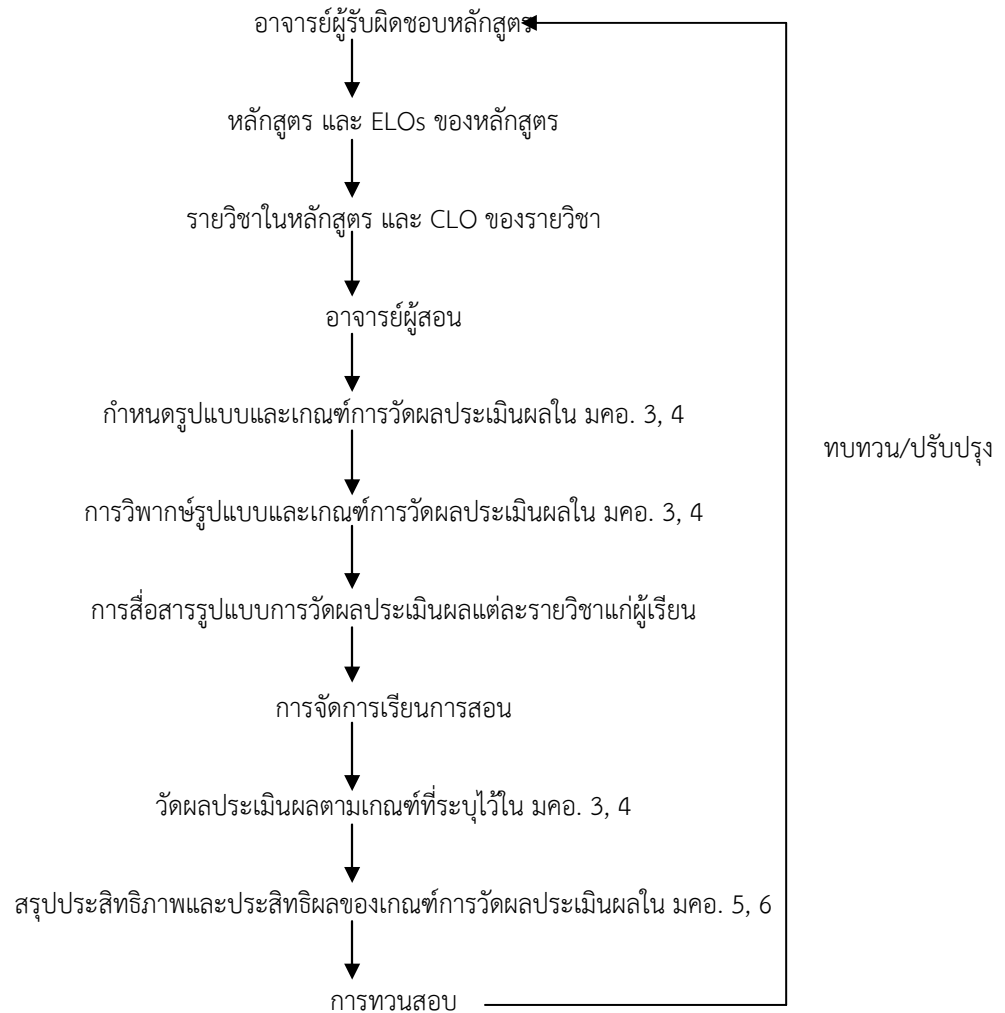 อาจารย์ผู้รับผิดชอบหลักสูตร
หลักสูตร และ ELOs ของหลักสูตร
รายวิชาในหลักสูตร และ CLO ของรายวิชา
อาจารย์ผู้สอน
กำหนดรูปแบบและเกณฑ์การวัดผลประเมินผลใน มคอ. 3, 4
ทบทวน/ปรับปรุง
การวิพากษ์รูปแบบและเกณฑ์การวัดผลประเมินผลใน มคอ. 3, 4
การสื่อสารรูปแบบการวัดผลประเมินผลแต่ละรายวิชาแก่ผู้เรียน
การจัดการเรียนการสอน
วัดผลประเมินผลตามเกณฑ์ที่ระบุไว้ใน มคอ. 3, 4
สรุปประสิทธิภาพและประสิทธิผลของเกณฑ์การวัดผลประเมินผลใน มคอ. 5, 6
การทวนสอบ